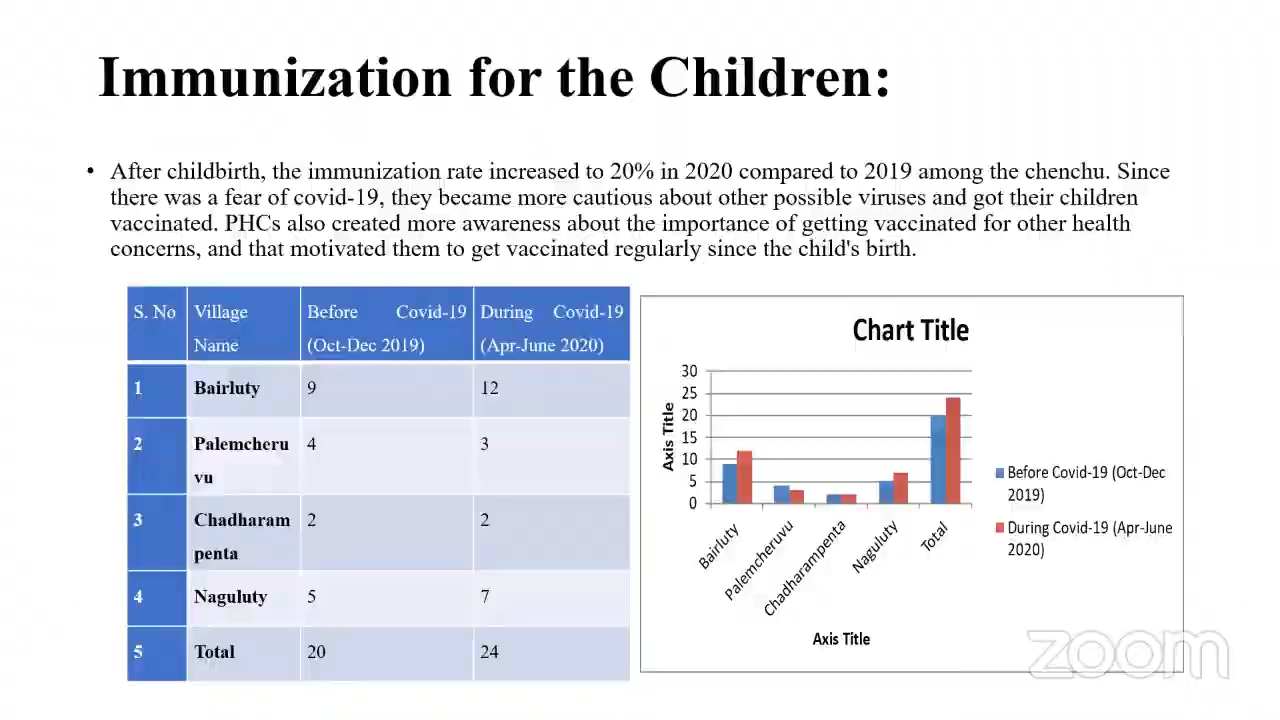 Immunization for the Children:
• After childbirth, the immunization rate increased to 20% in 2020 compared to 2019 among the chenchu. Since
there was a fear of covid-19, they became more cautious about other possible viruses and got their children
vaccinated. PHCs also created more awareness about the importance of getting vaccinated for other health
concerns, and that motivated them to get vaccinated regularly since the child's birth.
S. No Village Before Covid-19 During Covid-19
Name (Oct-Dec 2019) (Apr-June 2020)
1 Bairluty 9 12
2 Palemcheru 4 3
vu
3 Chadharam 2 2
penta
4 Naguluty 5 7
5 Total 20 24
Chart Title
Axis Title
30
25
20
15
10
5
0
Bairluty
Palemcheruvu
Chadharampenta
Naguluty
Total
Axis Title
Before Covid-19 (Oct-Dec
2019)
During Covid-19 (Apr-June
2020)
zoom